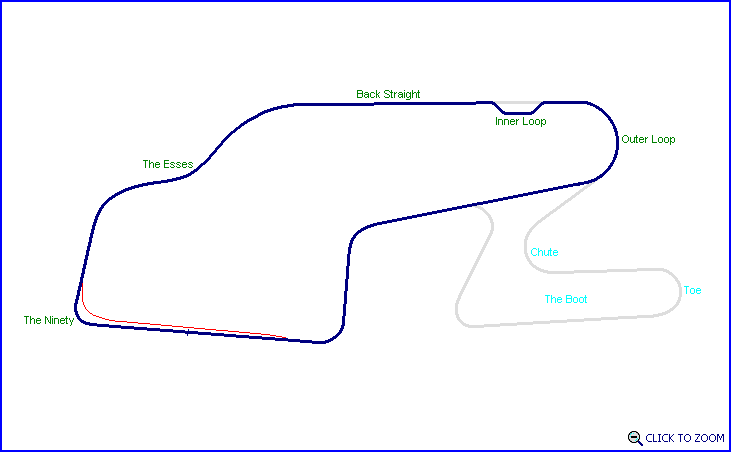 Back Straight
Inner Loop
Outer Loop
The Esses
Chute
Toe
The Boot
The Ninety
CLICK TO ZOOM